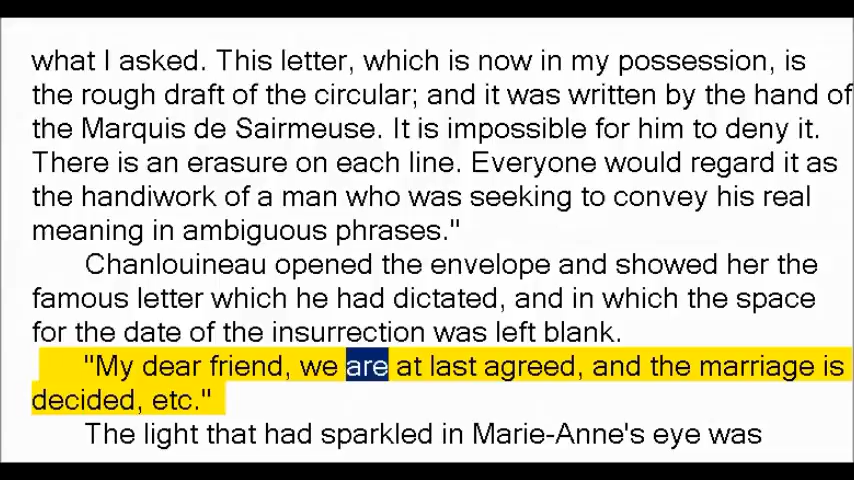 what I asked. This letter, which is now in my possession, is
the rough draft of the circular; and it was written by the hand of
the Marquis de Sairmeuse. It is impossible for him to deny it.
There is an erasure on each line. Everyone would regard it as
the handiwork of a man who was seeking to convey his real
meaning in ambiguous phrases."
Chanlouineau opened the envelope and showed her the
famous letter which he had dictated, and in which the space
for the date of the insurrection was left blank.
"My dear friend, we are at last agreed, and the marriage is
decided, etc."
The light that had sparkled in Marie-Anne's eye was